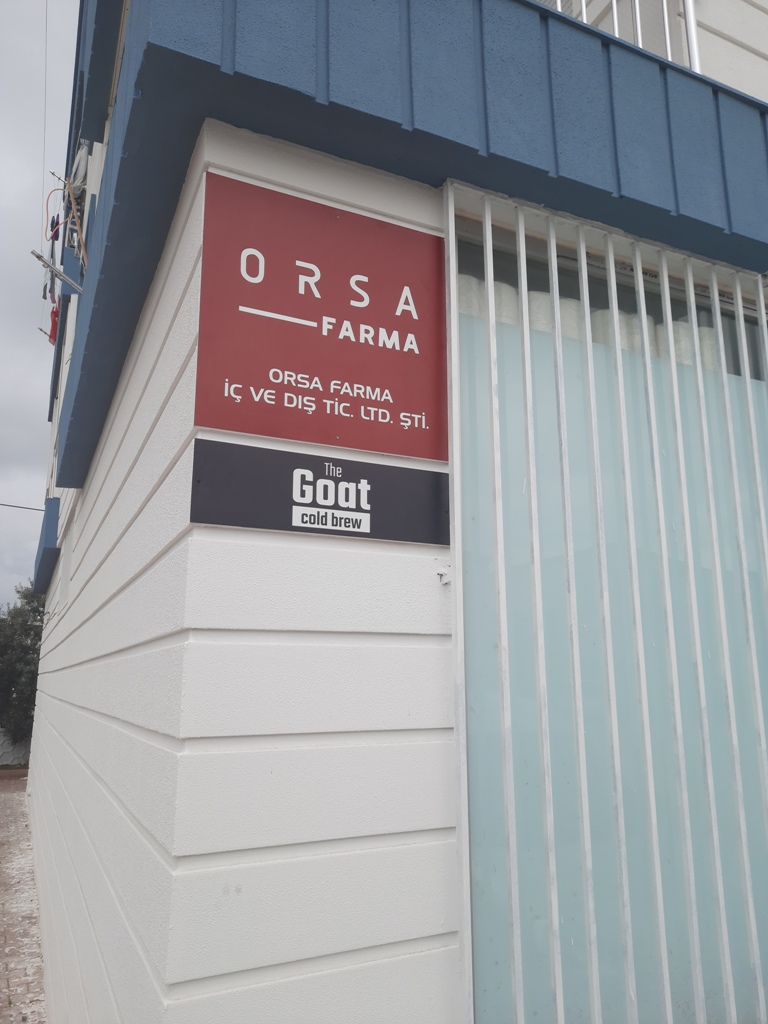 ORSA
FARMA
ORSA FARMA
İÇ VE DIŞ TİC. LTD. ŞTİ.
The
Goat
cold brew